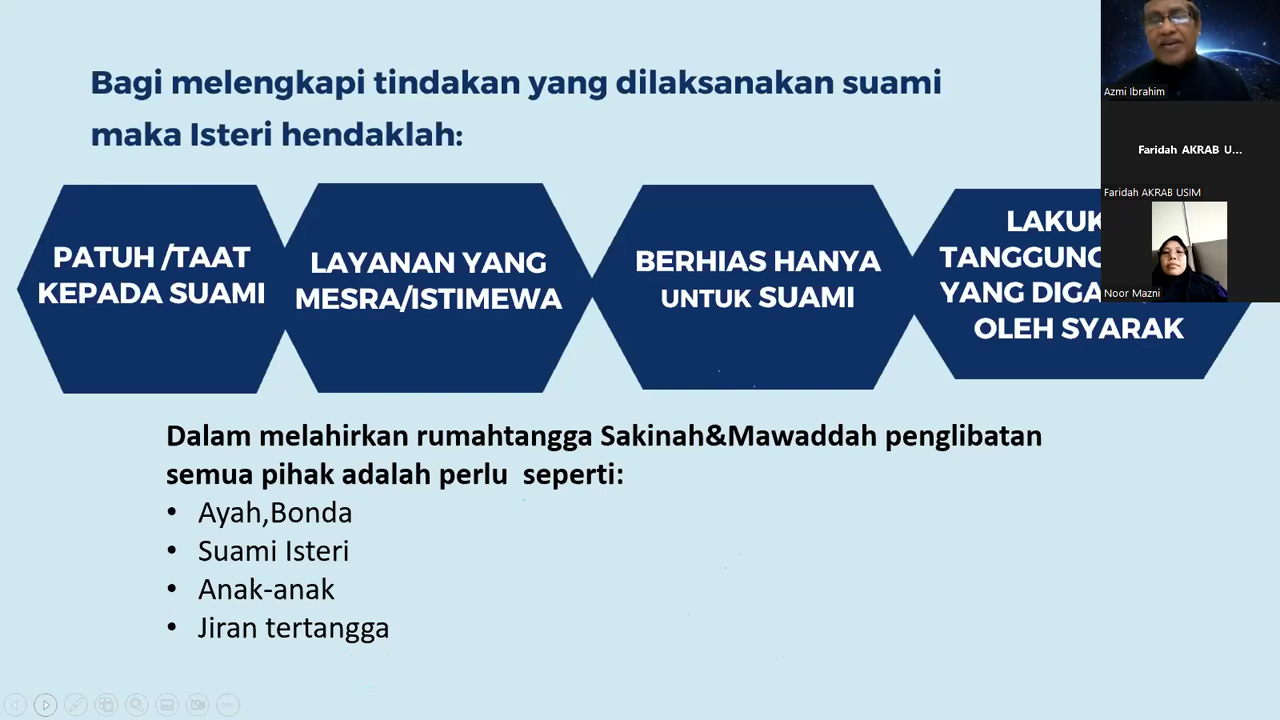 Bagi melengkapi tindakan yang dilaksanakan suami
maka Isteri hendaklah:
PATUH /TAAT
KEPADA SUAMI
LAYANAN YANG
MESRA/ISTIMEWA
BERHIAS HANYA
UNTUK SUAMI
YANG
OLEH SYARAK
Dalam melahirkan rumahtangga Sakinah&Mawaddah penglibatan
semua pihak adalah perlu seperti:
• Ayah,Bonda
• Suami Isteri
• Anak-anak
• Jiran tertangga
Azmi Ibrahim
Faridah AKRAB U...
Faridah AKRAB USIM
Noor Mazni